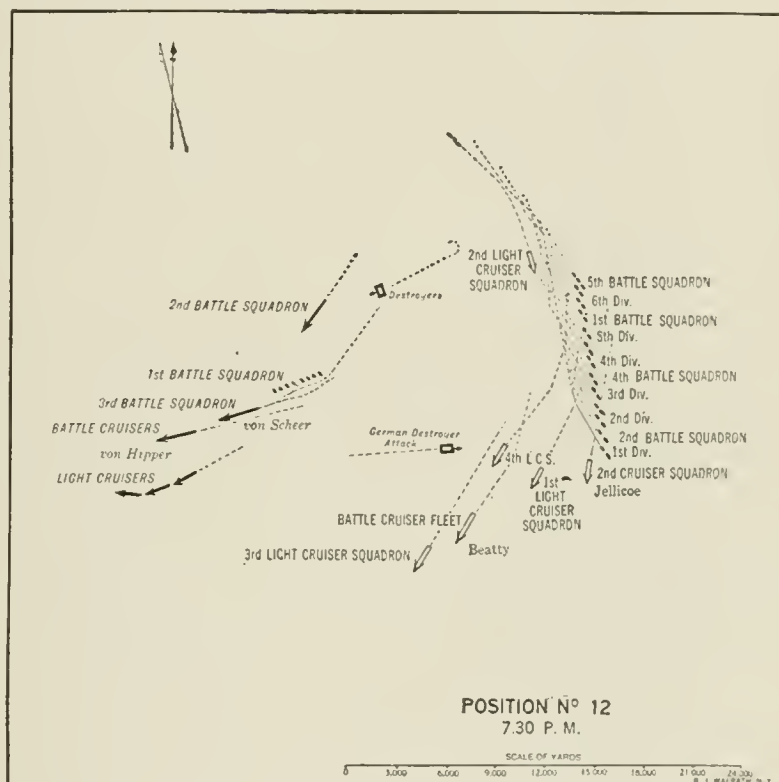 2nd LIGHT
CRUISER
SQUADRON
5th BATTLE SQUADRON
6th Div.
1st BATTLE SQUADRON
5th Div.
4th Div.
4th BATTLE SQUADRON
3rd Div.
2nd Div.
2nd BATTLE SQUADRON
1st Div.
2nd CRUISER SQUADRON
Jellicoe
Destroyers
2nd BATTLE SQUADRON
1st BATTLE SQUADRON
3rd BATTLE SQUADRON
von Scheer
BATTLE CRUISERS
von Hipper
LIGHT CRUISERS
German Destroyer
Attack
4th L C S.
1st
LIGHT
CRUISER
SQUADRON
BATTLE CRUISER FLEET
Beatty
3rd LIGHT CRUISER SQUADRON
POSITION No 12
7.30 P. M.
SCALE OF YARDS
0 3,000 6,000 9,000 12,000 15,000 18,000 21,000 24,000